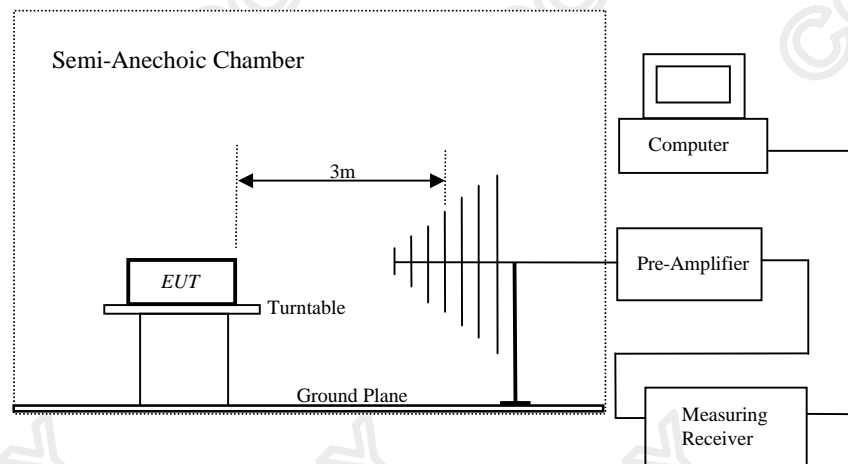 Semi-Anechoic Chamber
3m
EUT
Turntable
Ground Plane
Computer
Pre-Amplifier
Measuring
Receiver